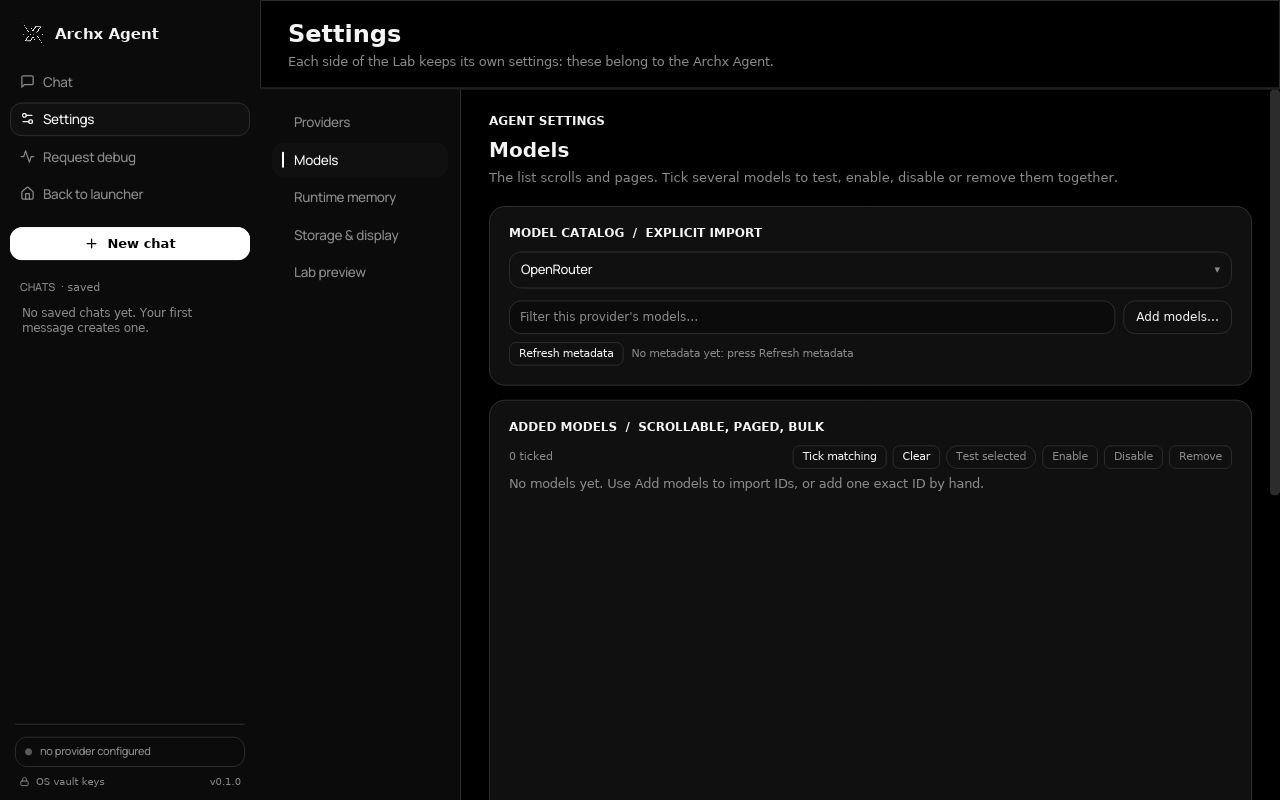 Archx Agent
Chat
Settings
Request debug
Back to launcher
+ New chat
CHATS · saved
No saved chats yet. Your first
message creates one.
no provider configured
OS vault keys
v0.1.0
Settings
Each side of the Lab keeps its own settings: these belong to the Archx Agent.
Providers
Models
Runtime memory
Storage & display
Lab preview
AGENT SETTINGS
Models
The list scrolls and pages. Tick several models to test, enable, disable or remove them together.
MODEL CATALOG / EXPLICIT IMPORT
OpenRouter
Filter this provider's models...
Add models...
Refresh metadata
No metadata yet: press Refresh metadata
ADDED MODELS / SCROLLABLE, PAGED, BULK
0 ticked
Tick matching
Clear
Test selected
Enable
Disable
Remove
No models yet. Use Add models to import IDs, or add one exact ID by hand.